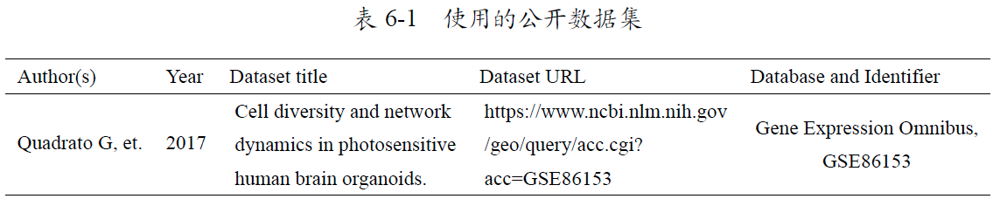 表 6-1 使用的公开数据集
Author(s) Year Dataset title Dataset URL Database and Identifier
Quadrato G, et. 2017 Cell diversity and network dynamics in photosensitive human brain organoids. https://www.ncbi.nlm.nih.gov/geo/query/acc.cgi?acc=GSE86153 Gene Expression Omnibus, GSE86153